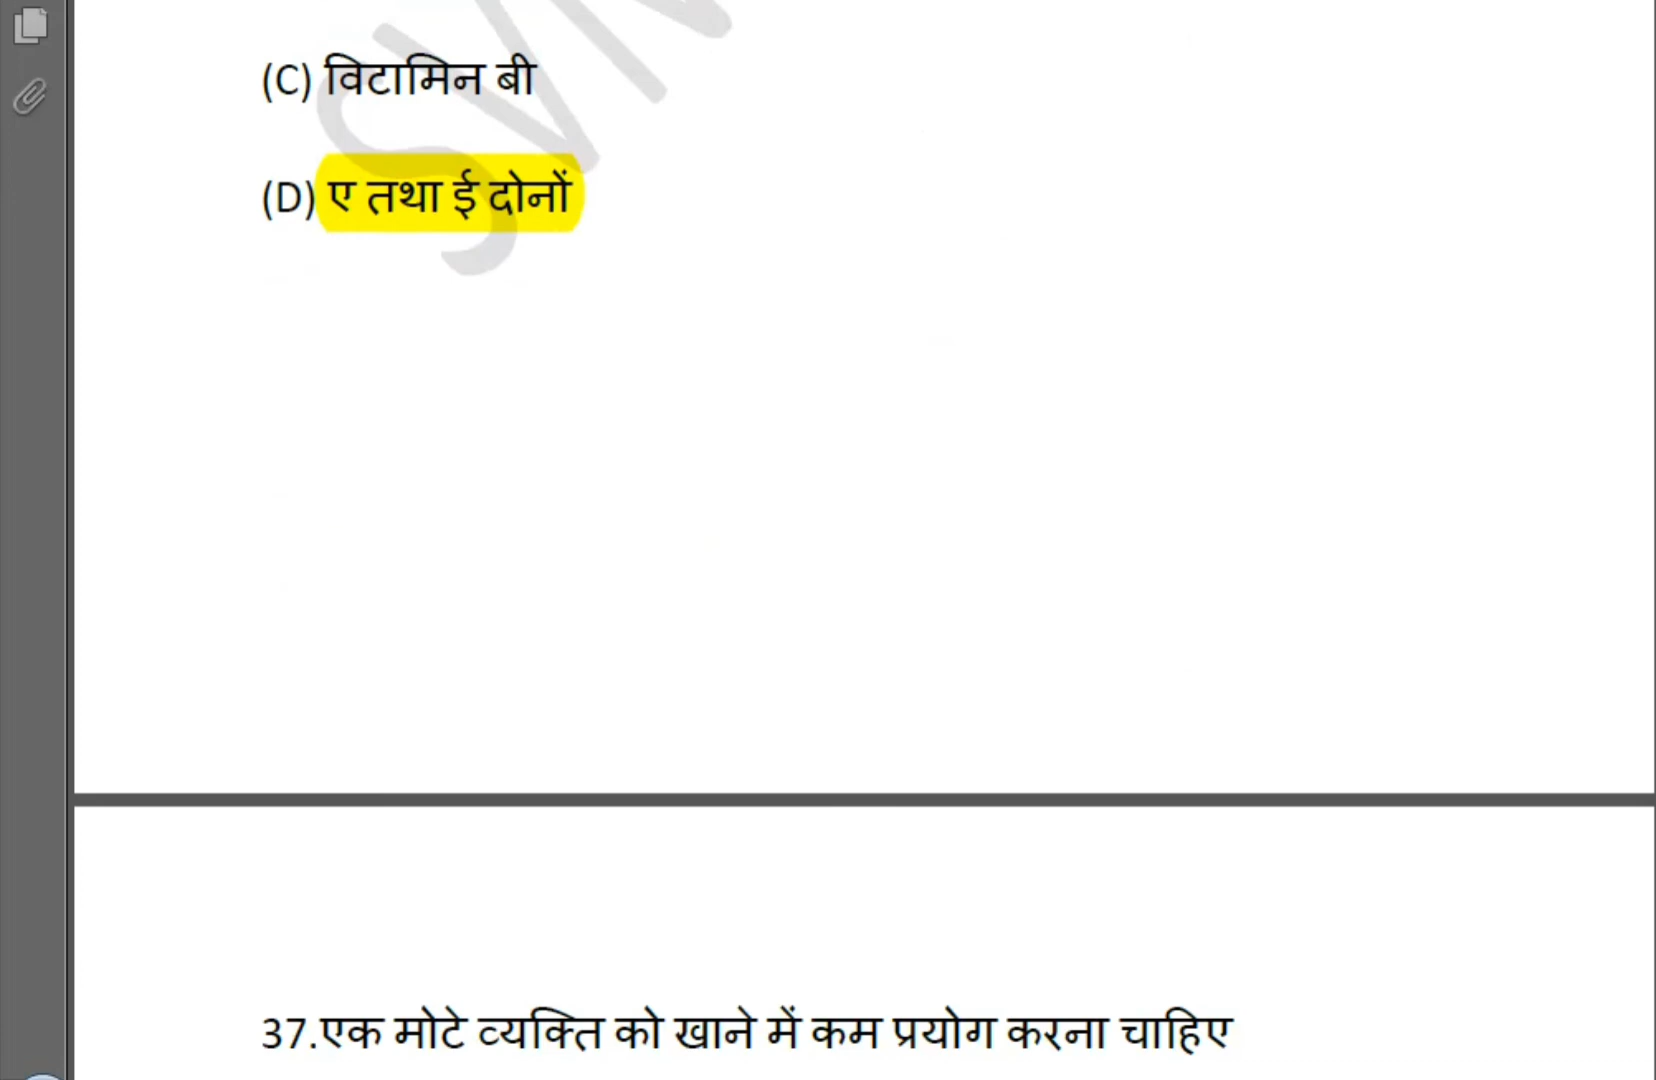 (C) विटामिन बी
(D) ए तथा ई दोनों
37.एक मोटे व्यक्ति को खाने में कम प्रयोग करना चाहिए